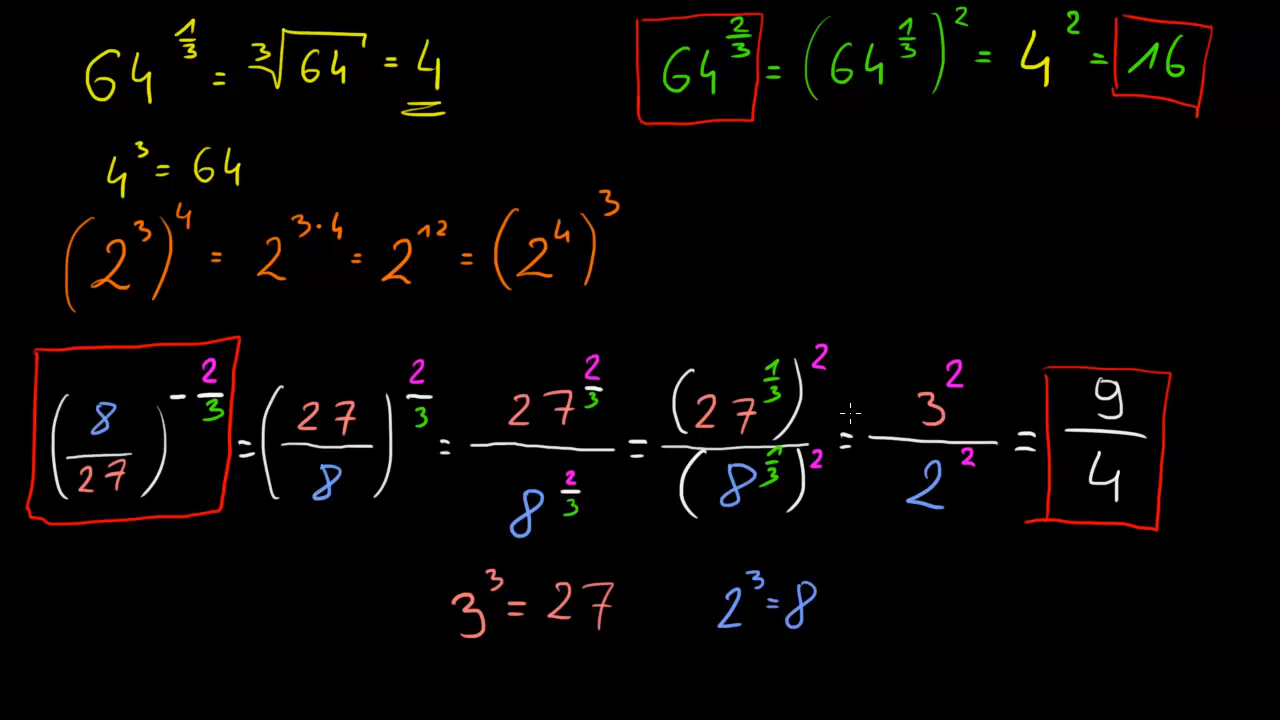 64^{1/3} = ∛64 = 4
64^{2/3} = (64^{1/3})^2 = 4^2 = 16
4^3 = 64
(2^3)^4 = 2^{3·4} = 2^{12} = (2^4)^3
(8/27)^{-2/3} = (27/8)^{2/3} = 27^{2/3}/8^{2/3} = (27^{1/3})^2/(8^{1/3})^2 = 3^2/2^2 = 9/4
3^3 = 27
2^3 = 8